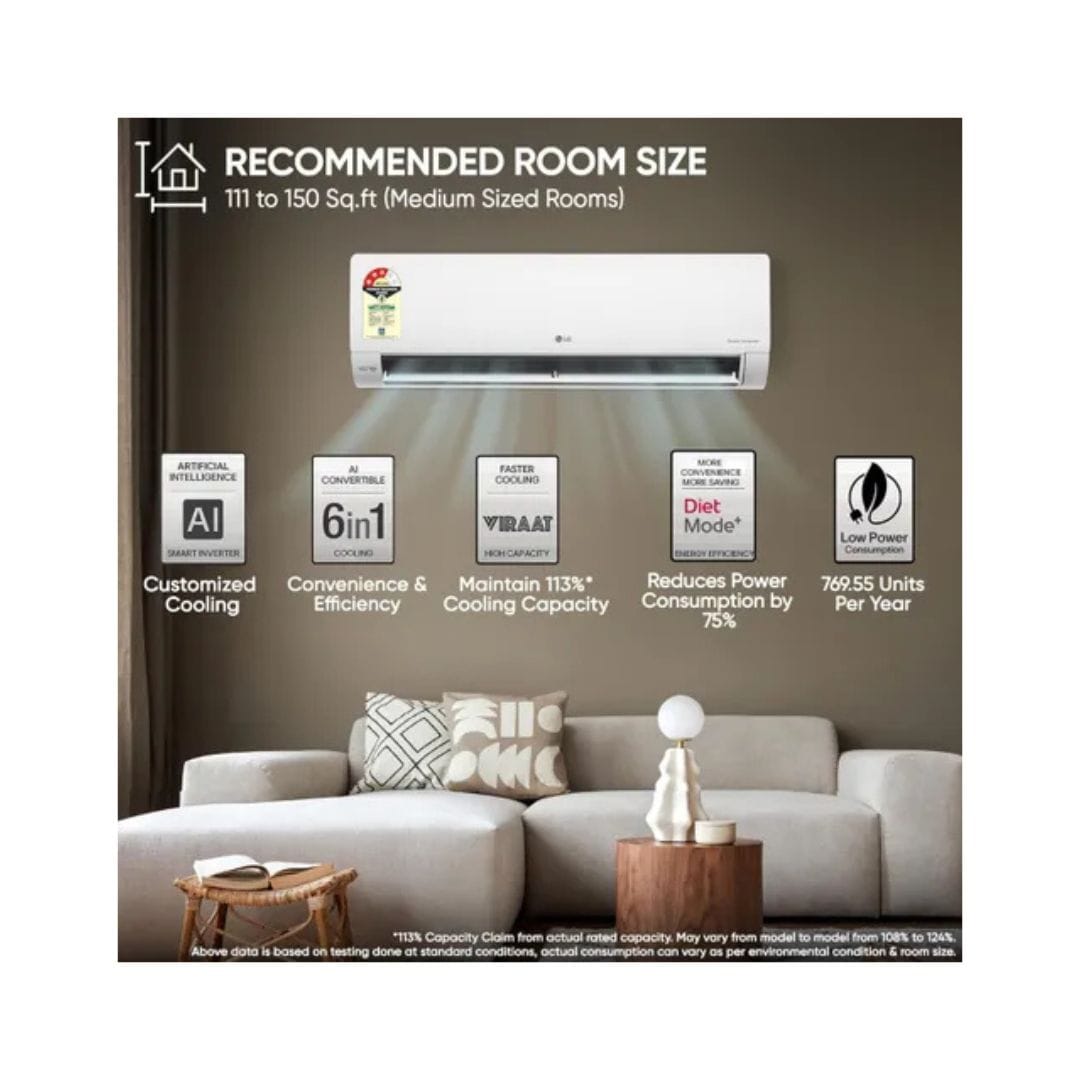 RECOMMENDED ROOM SIZE
111 to 150 Sq.ft (Medium Sized Rooms)
LG
ARTIFICIAL
INTELLIGENCE
AI
SMART INVERTER
Customized
Cooling
AI
CONVERTIBLE
6in1
COOLING
Convenience &
Efficiency
FASTER
COOLING
VIRAAT
HIGH CAPACITY
Maintain 113%*
Cooling Capacity
MORE
CONVENIENCE
MORE SAVING
Diet
Mode+
ENERGY EFFICIENCY
Reduces Power
Consumption by
75%
Low Power
Consumption
769.55 Units
Per Year
*113% Capacity Claim from actual rated capacity. May vary from model to model from 108% to 124%.
Above data is based on testing done at standard conditions, actual consumption can vary as per environmental condition & room size.